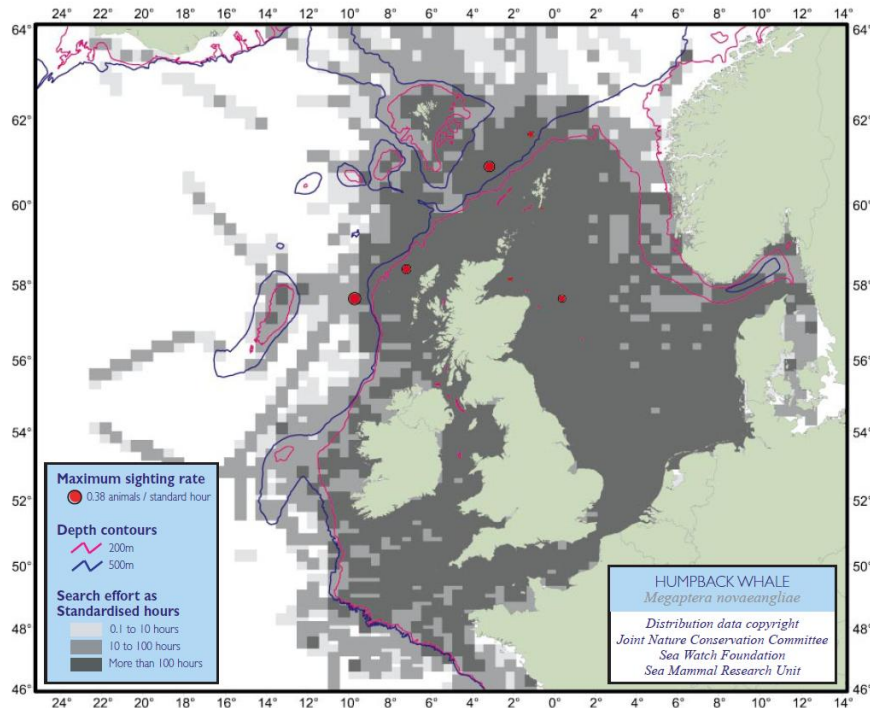 64°
64°
62°
62°
60°
60°
58°
58°
56°
56°
54°
54°
52°
52°
50°
50°
48°
48°
46°
46°
Maximum sighting rate
0.38 animals / standard hour
Depth contours
200m
500m
Search effort as
Standardised hours
0.1 to 10 hours
10 to 100 hours
More than 100 hours
HUMPBACK WHALE
Megaptera novaeangliae
Distribution data copyright
Joint Nature Conservation Committee
Sea Watch Foundation
Sea Mammal Research Unit
24° 22° 20° 18° 16° 14° 12° 10° 8° 6° 4° 2° 0° 2° 4° 6° 8° 10° 12° 14°
24° 22° 20° 18° 16° 14° 12° 10° 8° 6° 4° 2° 0° 2° 4° 6° 8° 10° 12° 14°